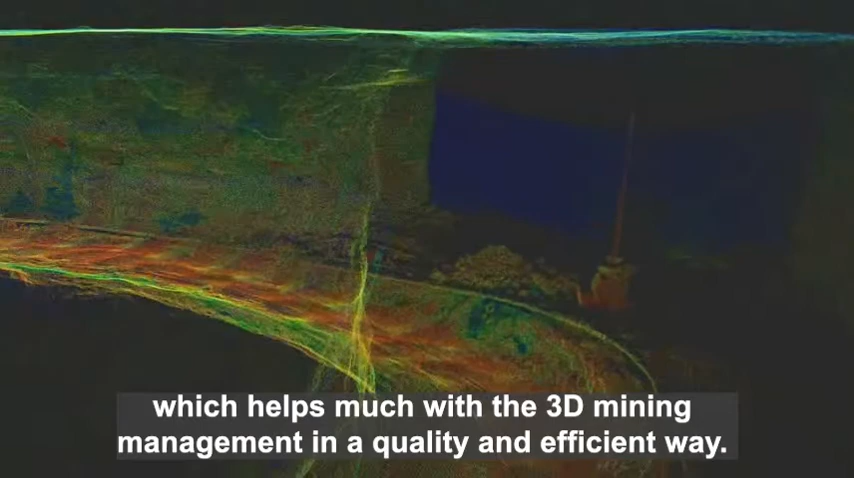 which helps much with the 3D mining
management in a quality and efficient way.